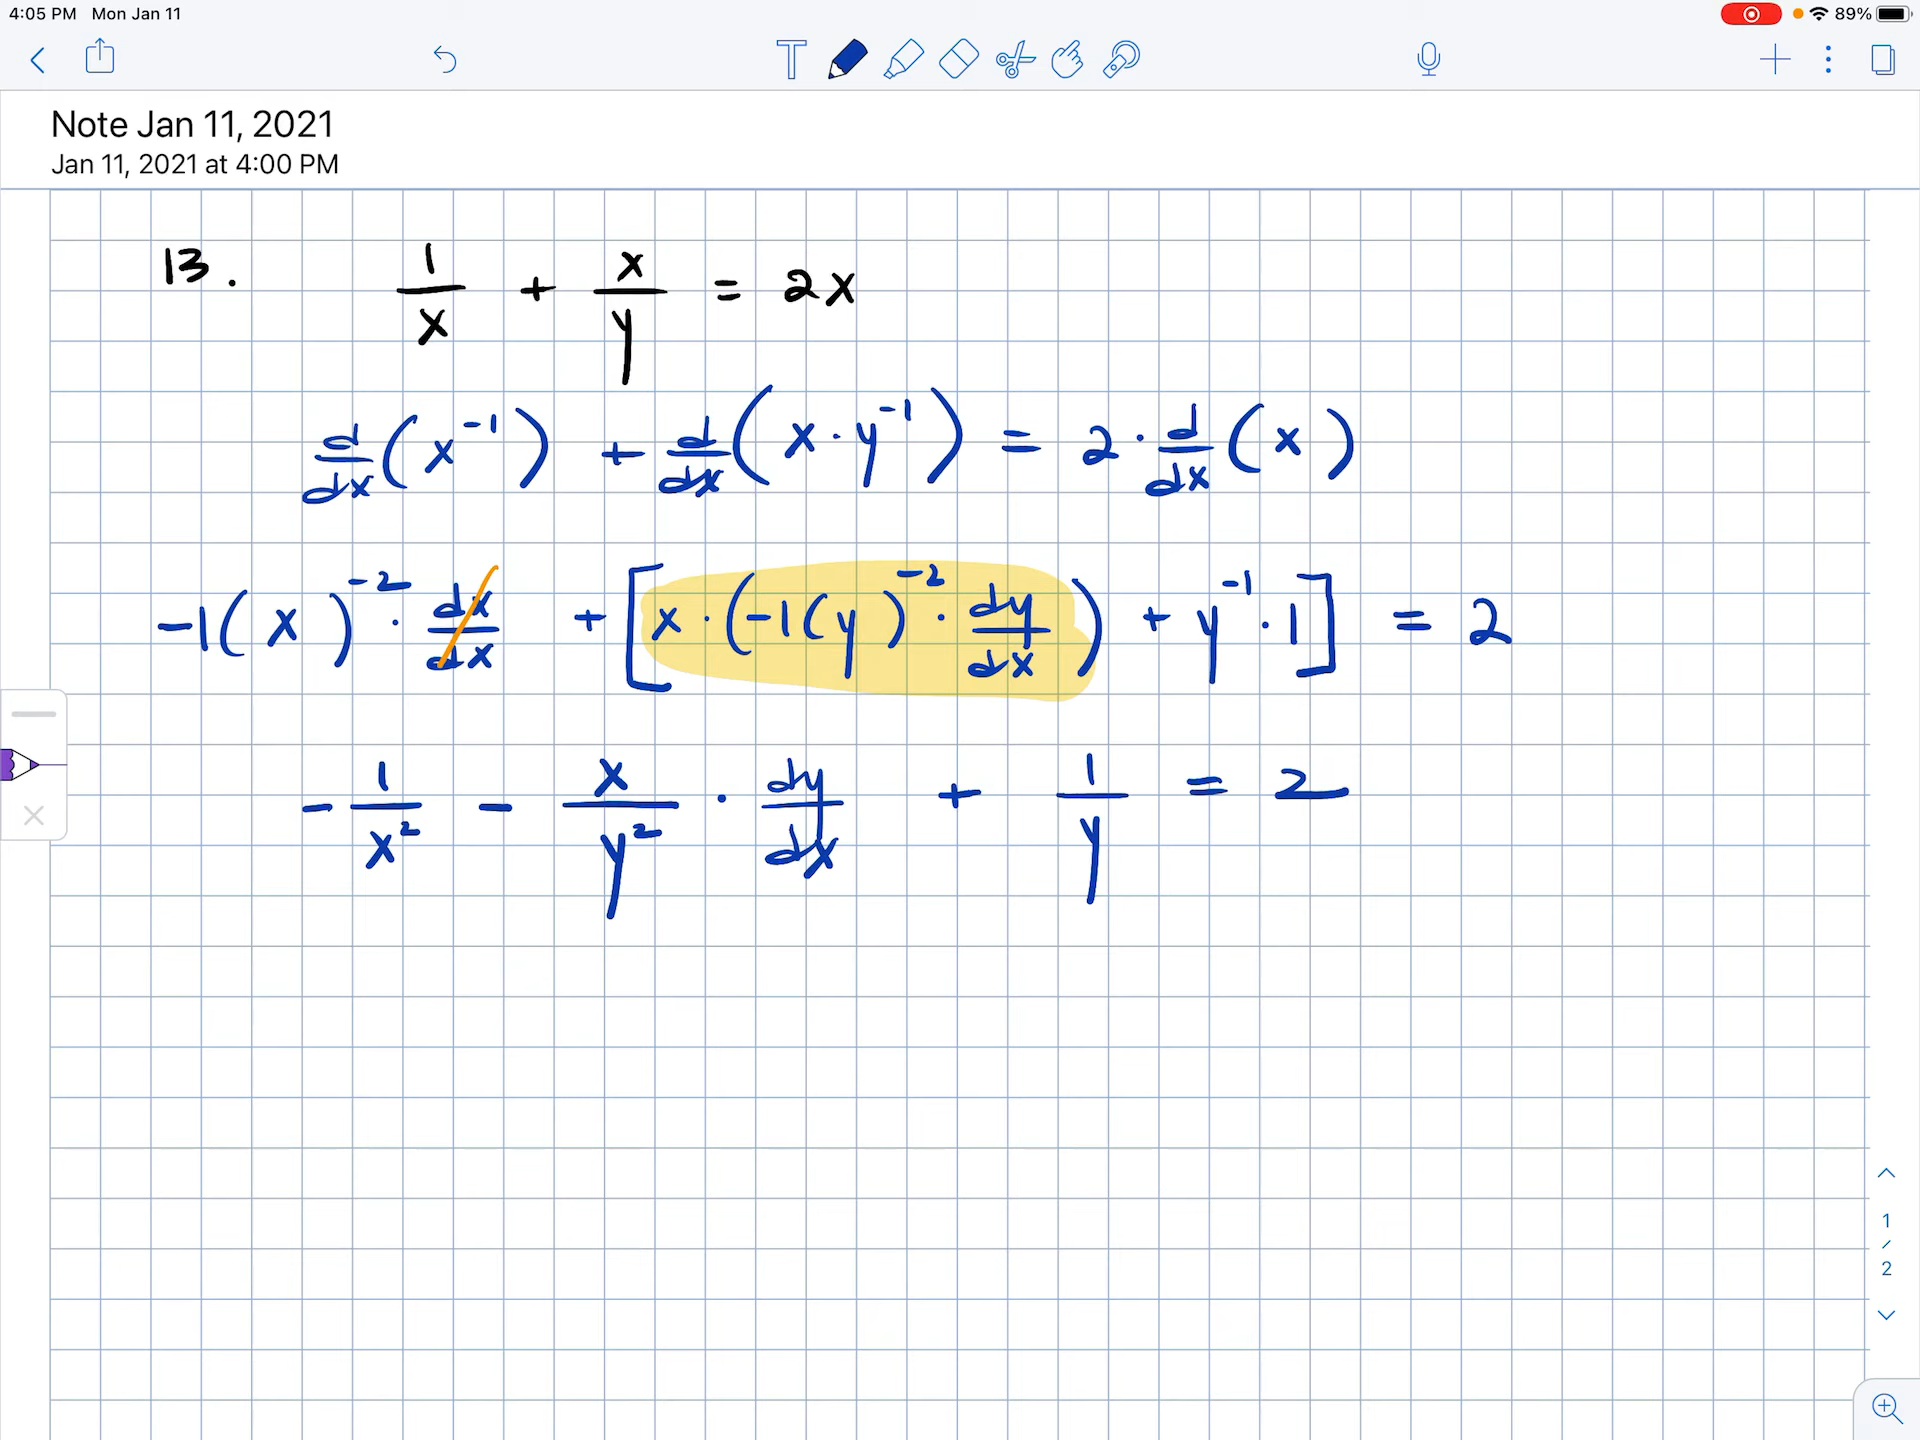 4:05 PM Mon Jan 11 89%
Note Jan 11, 2021
Jan 11, 2021 at 4:00 PM
13. 1/x + x/y = 2x
d/dx(x⁻¹) + d/dx(x · y⁻¹) = 2 · d/dx(x)
-1(x)⁻² · dx/dx + [x · (-1(y)⁻² · dy/dx) + y⁻¹ · 1] = 2
- 1/x² - x/y² · dy/dx + 1/y = 2
1 / 2